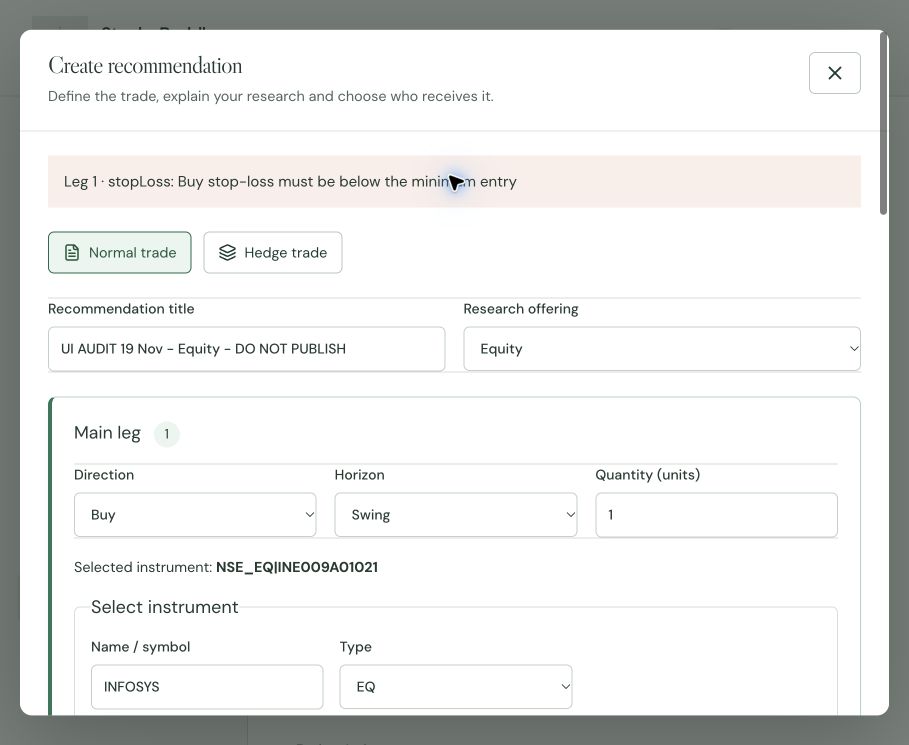 Create recommendation
Define the trade, explain your research and choose who receives it.
Leg 1 · stopLoss: Buy stop-loss must be below the minimum entry
Normal trade
Hedge trade
Recommendation title
Research offering
UI AUDIT 19 Nov - Equity - DO NOT PUBLISH
Equity
Main leg 1
Direction
Horizon
Quantity (units)
Buy
Swing
1
Selected instrument: NSE_EQ|INE009A01021
Select instrument
Name / symbol
Type
INFOSYS
EQ